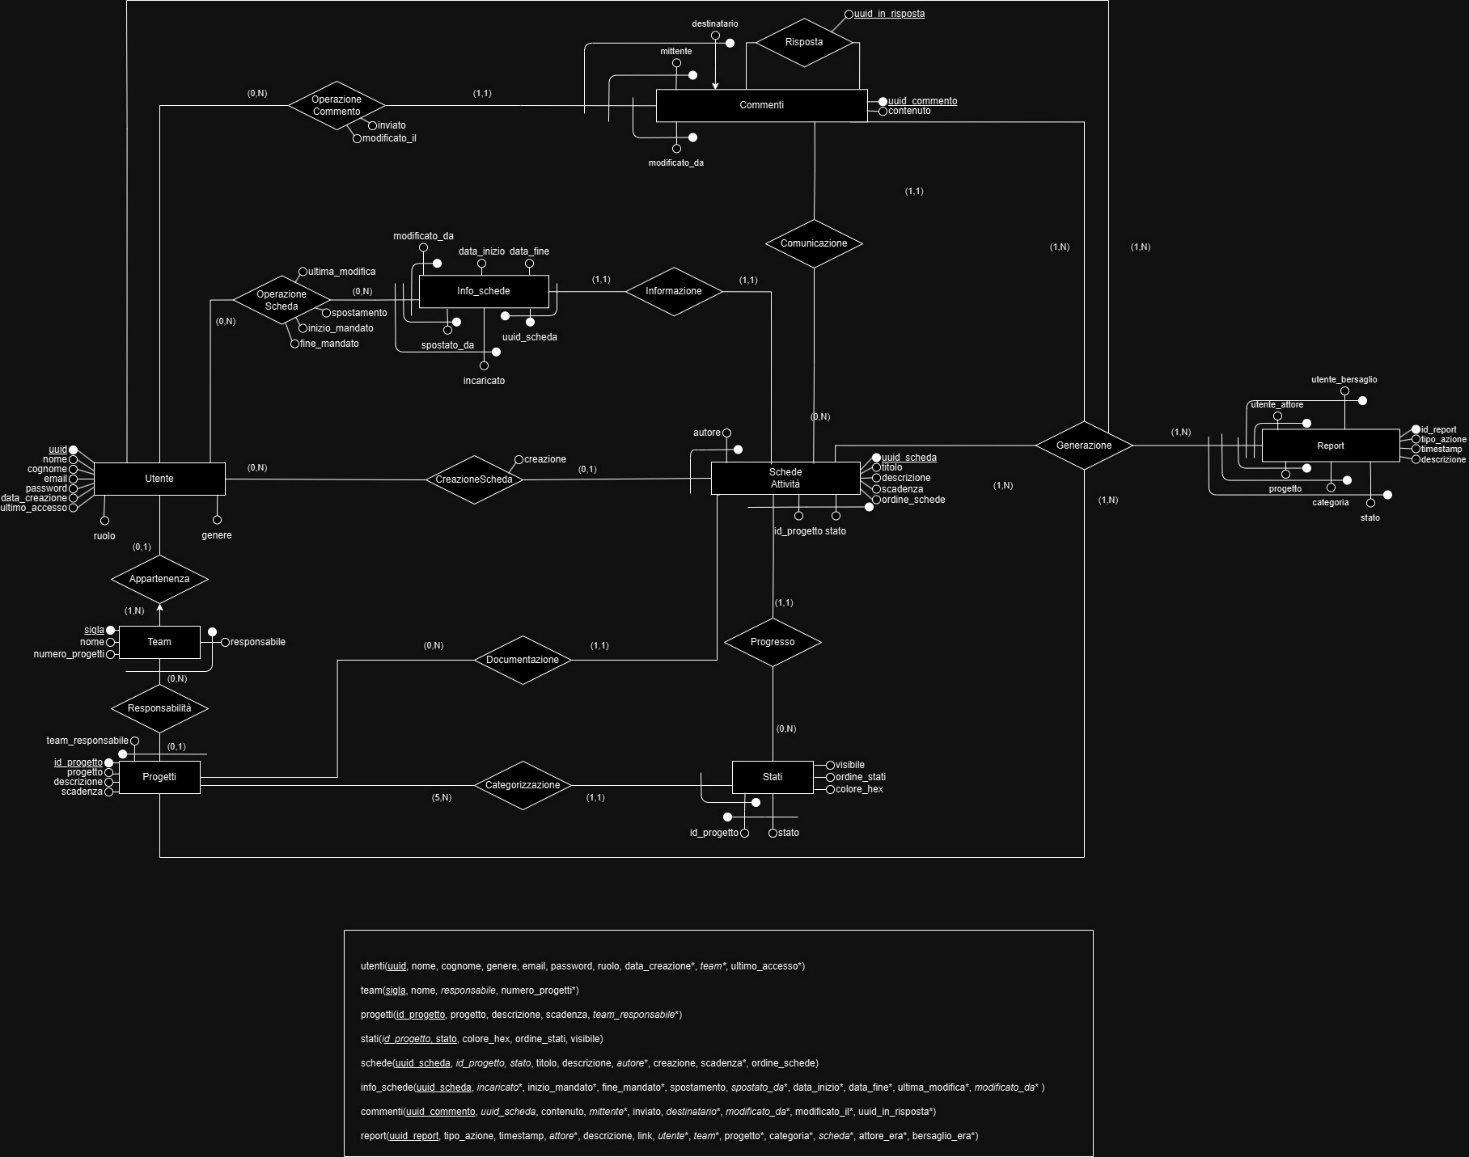 uuid_in_risposta
destinatario
Risposta
mittente
(0,N)
Operazione
Commento
(1,1)
Commenti
uuid_commento
contenuto
inviato
modificato_il
modificato_da
(1,1)
modificato_da
Comunicazione
(1,N)
(1,N)
data_inizio
data_fine
ultima_modifica
Operazione
Scheda
(0,N)
Info_schede
(1,1)
Informazione
(1,1)
spostamento
(0,N)
inizio_mandato
fine_mandato
spostato_da
uuid_scheda
incaricato
utente_bersaglio
utente_attore
(0,N)
autore
(1,N)
Generazione
Report
id_report
tipo_azione
timestamp
descrizione
uuid
nome
cognome
email
password
data_creazione
ultimo_accesso
Utente
(0,N)
creazione
CreazioneScheda
(0,1)
Schede
Attività
uuid_scheda
titolo
descrizione
scadenza
ordine_schede
(1,N)
(1,N)
progetto
categoria
stato
ruolo
genere
id_progetto
stato
(0,1)
Appartenenza
(1,N)
(1,1)
sigla
nome
numero_progetti
Team
responsabile
(0,N)
Documentazione
(1,1)
Progresso
(0,N)
Responsabilità
(0,N)
team_responsabile
(0,1)
id_progetto
progetto
descrizione
scadenza
Progetti
(5,N)
Categorizzazione
(1,1)
Stati
visibile
ordine_stati
colore_hex
id_progetto
stato
utenti(uuid, nome, cognome, genere, email, password, ruolo, data_creazione*, team*, ultimo_accesso*)
team(sigla, nome, responsabile, numero_progetti*)
progetti(id_progetto, progetto, descrizione, scadenza, team_responsabile*)
stati(id_progetto, stato, colore_hex, ordine_stati, visibile)
schede(uuid_scheda, id_progetto, stato, titolo, descrizione, autore*, creazione, scadenza*, ordine_schede)
info_schede(uuid_scheda, incaricato*, inizio_mandato*, fine_mandato*, spostamento, spostato_da*, data_inizio*, data_fine*, ultima_modifica*, modificato_da* )
commenti(uuid_commento, uuid_scheda, contenuto, mittente*, inviato, destinatario*, modificato_da*, modificato_il*, uuid_in_risposta*)
report(uuid_report, tipo_azione, timestamp, attore*, descrizione, link, utente*, team*, progetto*, categoria*, scheda*, attore_era*, bersaglio_era*)